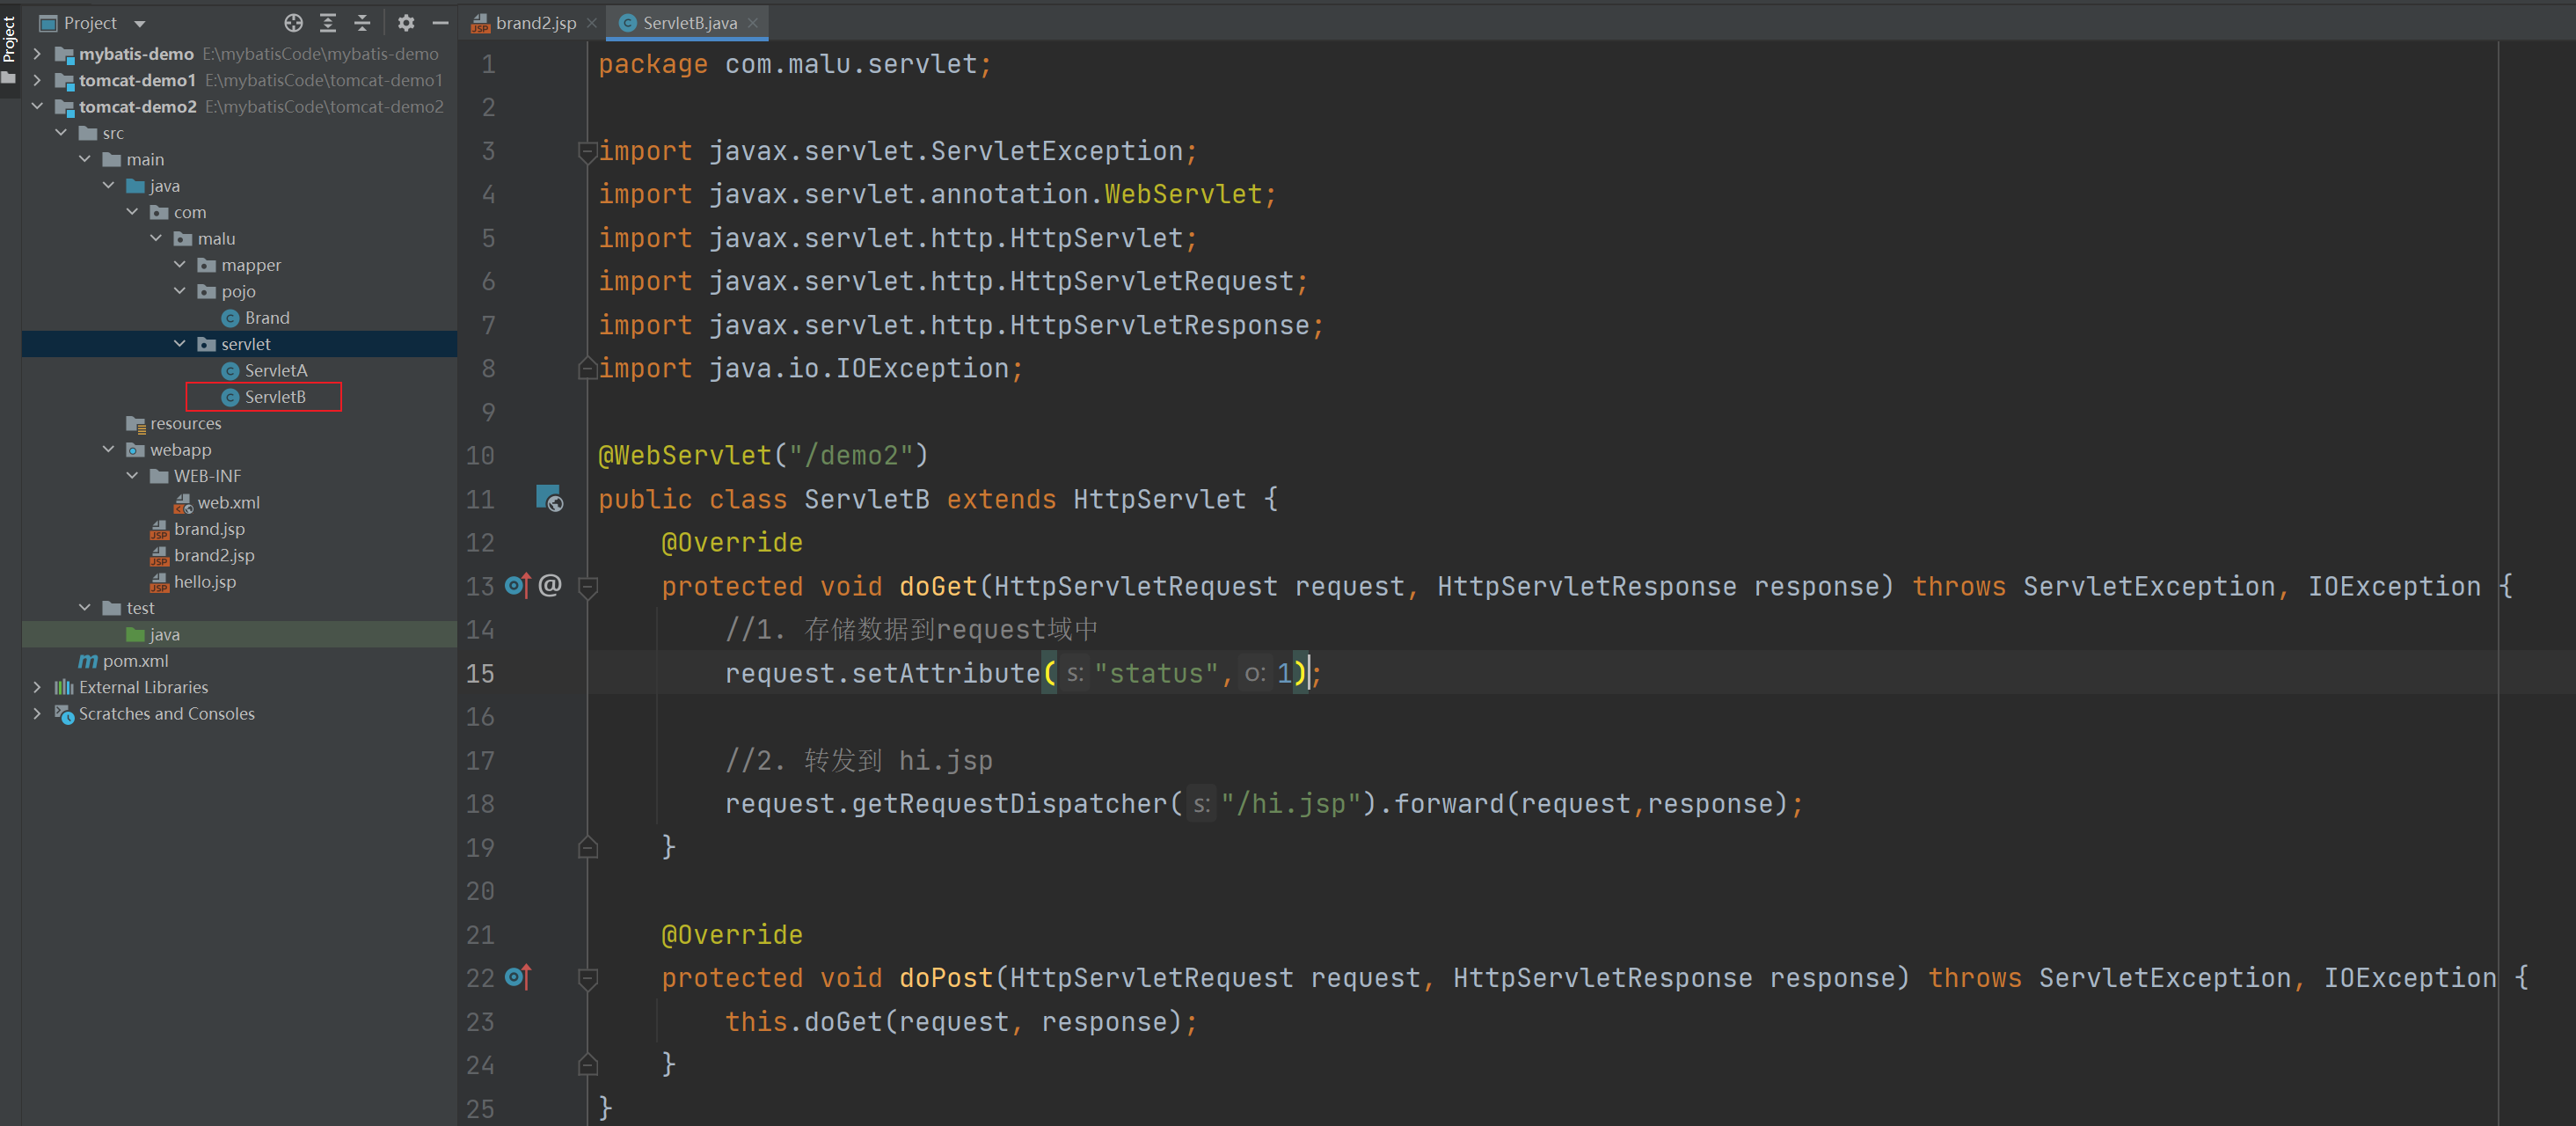 Project
Project
mybatis-demo E:\mybatisCode\mybatis-demo
tomcat-demo1 E:\mybatisCode\tomcat-demo1
tomcat-demo2 E:\mybatisCode\tomcat-demo2
src
main
java
com
malu
mapper
pojo
Brand
servlet
ServletA
ServletB
resources
webapp
WEB-INF
web.xml
brand.jsp
brand2.jsp
hello.jsp
test
java
pom.xml
External Libraries
Scratches and Consoles
brand2.jsp
ServletB.java
1 package com.malu.servlet;
2
3 import javax.servlet.ServletException;
4 import javax.servlet.annotation.WebServlet;
5 import javax.servlet.http.HttpServlet;
6 import javax.servlet.http.HttpServletRequest;
7 import javax.servlet.http.HttpServletResponse;
8 import java.io.IOException;
9
10 @WebServlet("/demo2")
11 public class ServletB extends HttpServlet {
12 @Override
13 @ protected void doGet(HttpServletRequest request, HttpServletResponse response) throws ServletException, IOException {
14 //1. 存储数据到request域中
15 request.setAttribute( s: "status", o: 1);
16
17 //2. 转发到 hi.jsp
18 request.getRequestDispatcher( s: "/hi.jsp").forward(request,response);
19 }
20
21 @Override
22 protected void doPost(HttpServletRequest request, HttpServletResponse response) throws ServletException, IOException {
23 this.doGet(request, response);
24 }
25 }